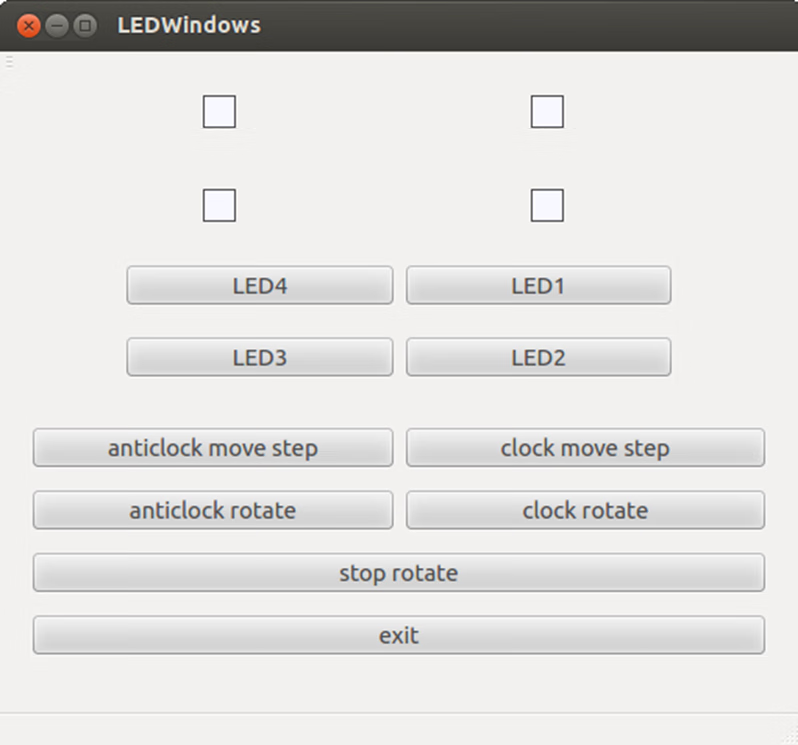 LEDWindows
LED4 LED1
LED3 LED2
anticlock move step clock move step
anticlock rotate clock rotate
stop rotate
exit